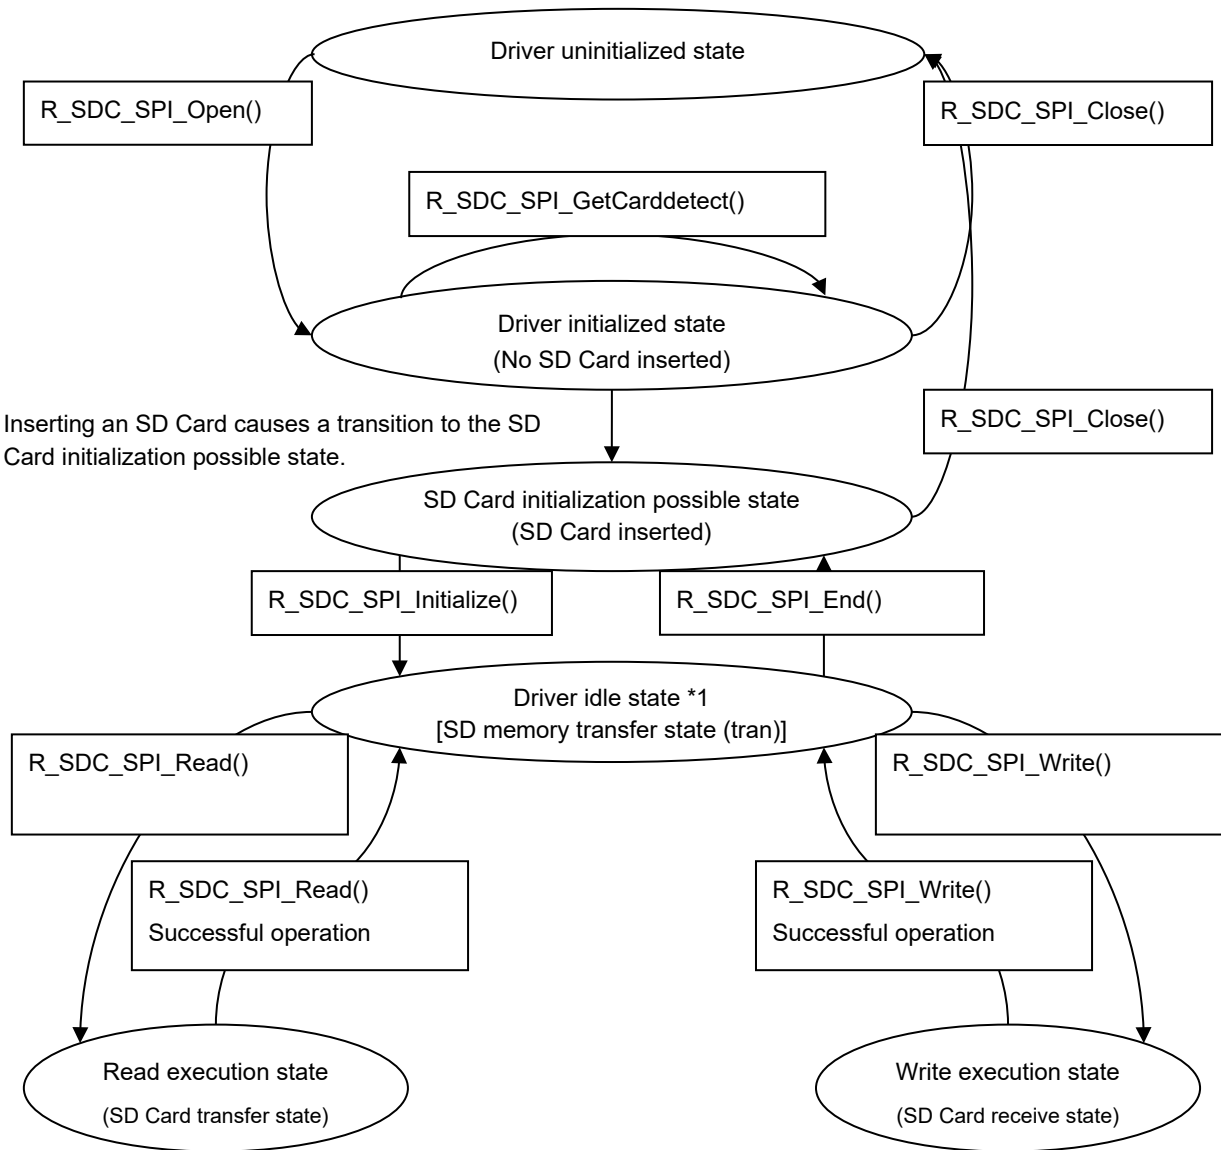 Driver uninitialized state
R_SDC_SPI_Open()
R_SDC_SPI_Close()
R_SDC_SPI_GetCarddetect()
Driver initialized state
(No SD Card inserted)
Inserting an SD Card causes a transition to the SD
Card initialization possible state.
R_SDC_SPI_Close()
SD Card initialization possible state
(SD Card inserted)
R_SDC_SPI_Initialize()
R_SDC_SPI_End()
Driver idle state *1
[SD memory transfer state (tran)]
R_SDC_SPI_Read()
R_SDC_SPI_Write()
R_SDC_SPI_Read()
Successful operation
R_SDC_SPI_Write()
Successful operation
Read execution state
(SD Card transfer state)
Write execution state
(SD Card receive state)